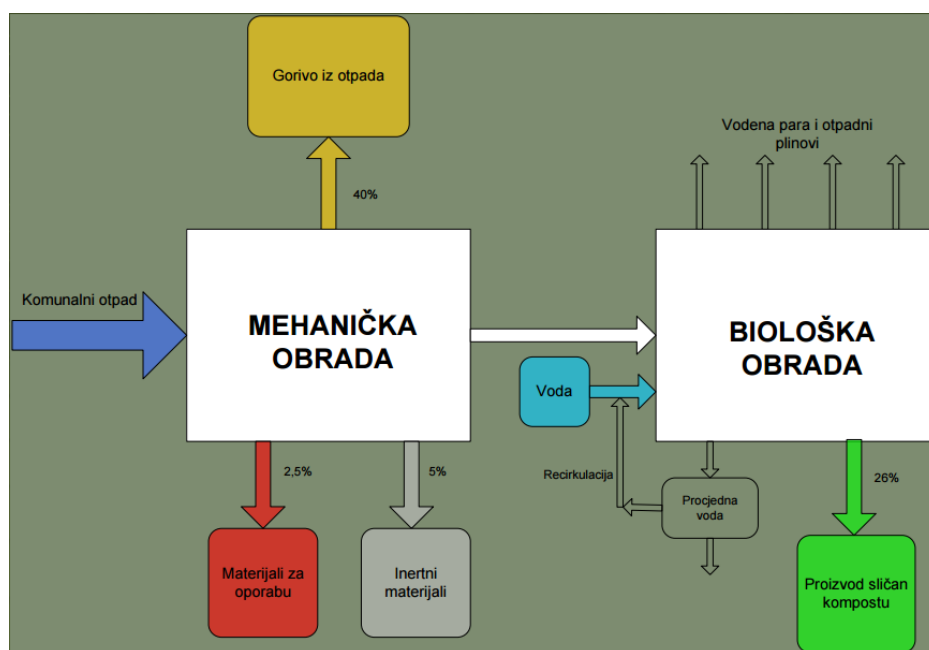 Gorivo iz otpada
40%
Vodena para i otpadni
plinovi
Komunalni otpad
MEHANIČKA
OBRADA
BIOLOŠKA
OBRADA
Voda
2,5%
5%
Recirkulacija
Procjedna
voda
26%
Materijali za
oporabu
Inertni
materijali
Proizvod sličan
kompostu